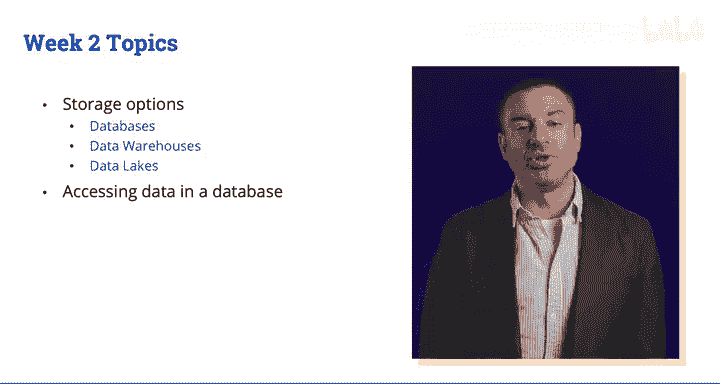 Week 2 Topics
• Storage options
• Databases
• Data Warehouses
• Data Lakes
• Accessing data in a database